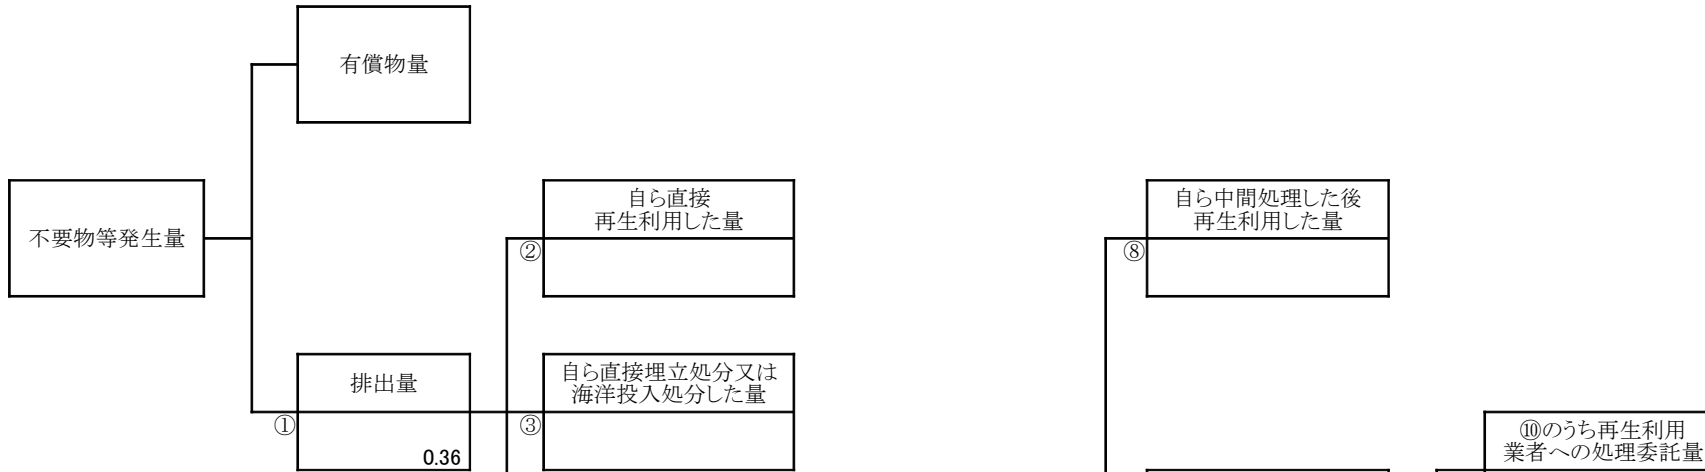 有償物量
不要物等発生量
自ら直接
再生利用した量
②
自ら中間処理した後
再生利用した量
⑧
排出量
①
0.36
自ら直接埋立処分又は
海洋投入処分した量
③
⑩のうち再生利用
業者への処理委託量